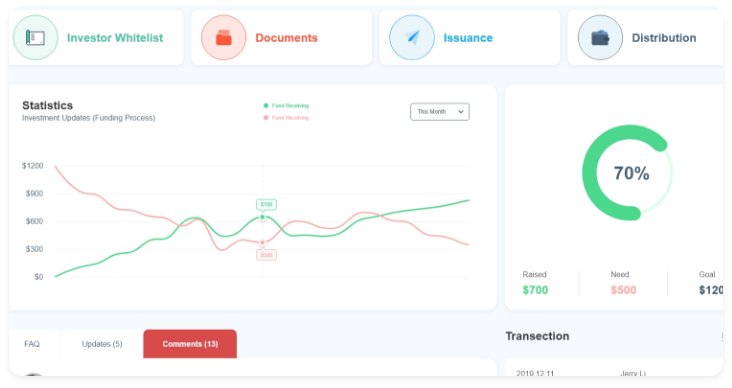 Investor Whitelist
Documents
Issuance
Distribution
Statistics
Investment Updates (Funding Process)
Fund Receiving
Fund Receiving
This Month
$1200
$900
$600
$300
$0
$700
70%
Raised
Need
Goal
$700
$500
$120
FAQ
Updates (5)
Comments (13)
Transection
2019.12.11
Jerry Li